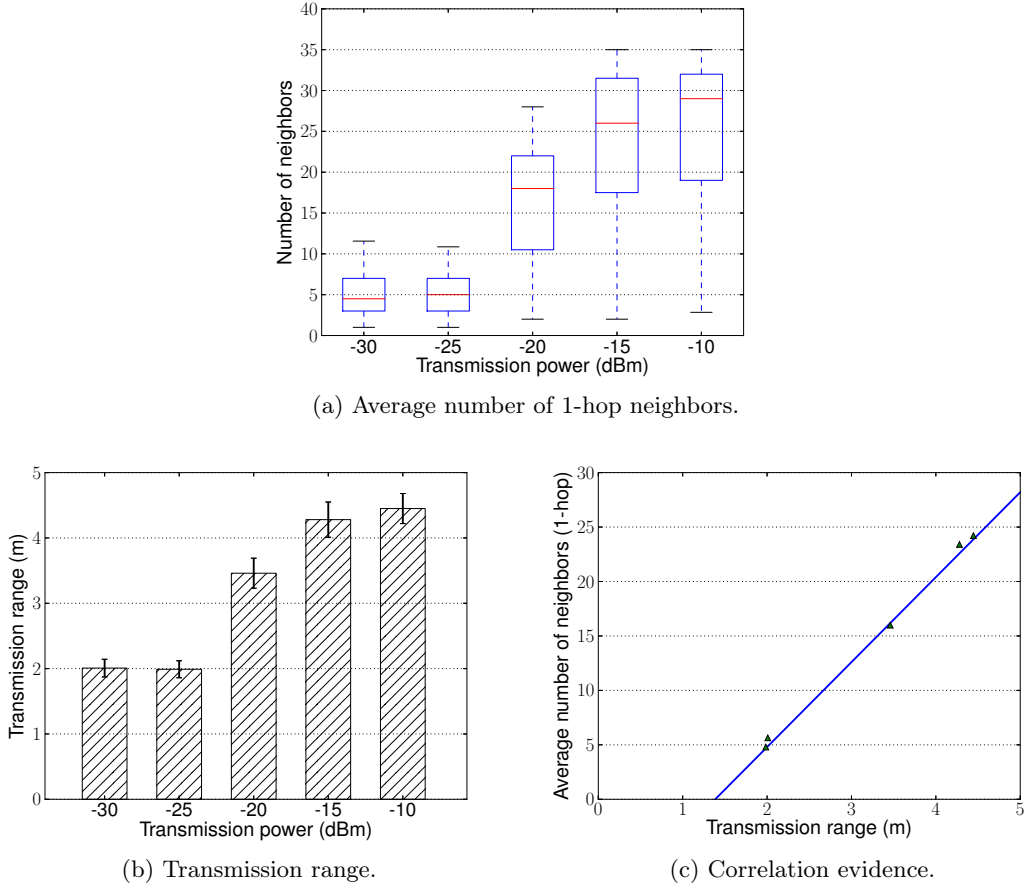 40
35
30
25
20
15
10
5
0
Number of neighbors
-30 -25 -20 -15 -10
Transmission power (dBm)
(a) Average number of 1-hop neighbors.
5
4
3
2
1
0
Transmission range (m)
-30 -25 -20 -15 -10
Transmission power (dBm)
(b) Transmission range.
30
25
20
15
10
5
0
Average number of neighbors (1-hop)
0 1 2 3 4 5
Transmission range (m)
(c) Correlation evidence.